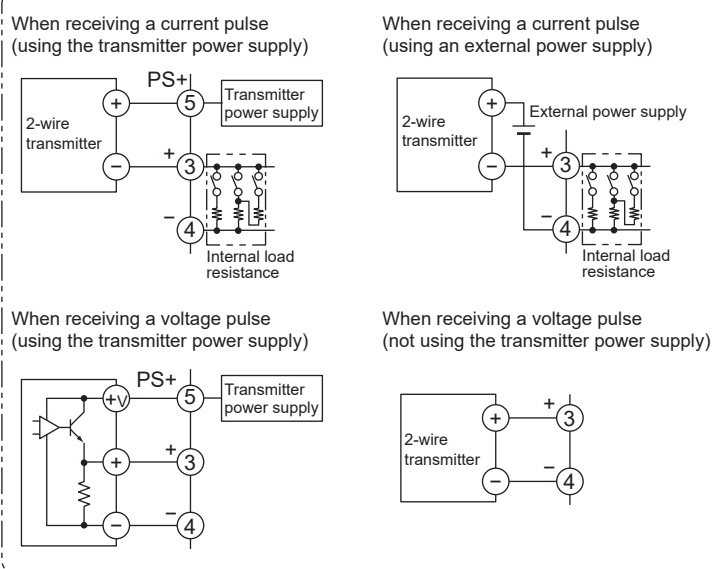 When receiving a current pulse
(using the transmitter power supply)
PS+
+
5
Transmitter
power supply
2-wire
transmitter
−
+
3
−
4
Internal load
resistance
When receiving a current pulse
(using an external power supply)
+
External power supply
2-wire
transmitter
−
+
3
−
4
Internal load
resistance
When receiving a voltage pulse
(using the transmitter power supply)
PS+
+V
5
Transmitter
power supply
+
+
3
−
−
4
When receiving a voltage pulse
(not using the transmitter power supply)
+
+
3
2-wire
transmitter
−
−
4